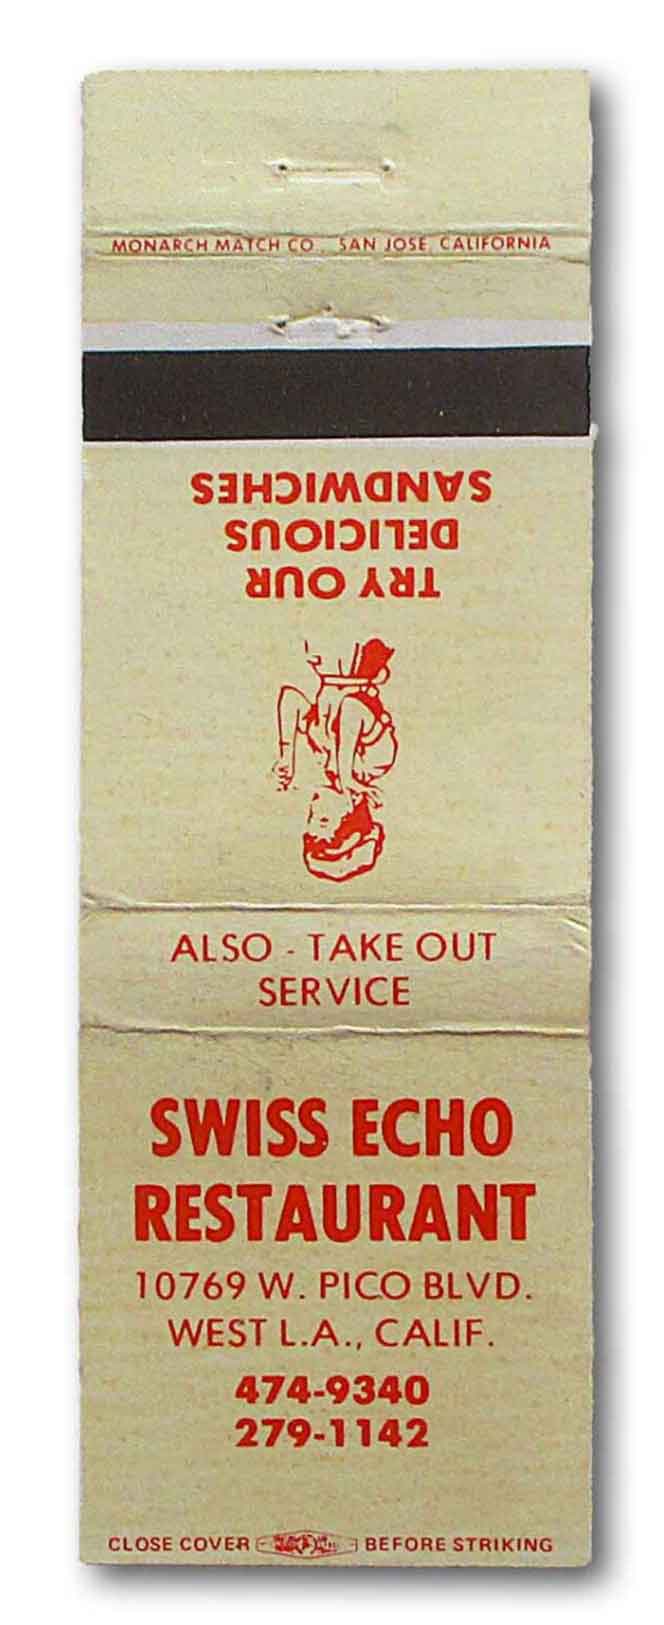 MONARCH MATCH CO., SAN JOSE, CALIFORNIA
TRY OUR
DELICIOUS
SANDWICHES
ALSO - TAKE OUT
SERVICE
SWISS ECHO
RESTAURANT
10769 W. PICO BLVD.
WEST L.A., CALIF.
474-9340
279-1142
CLOSE COVER BEFORE STRIKING